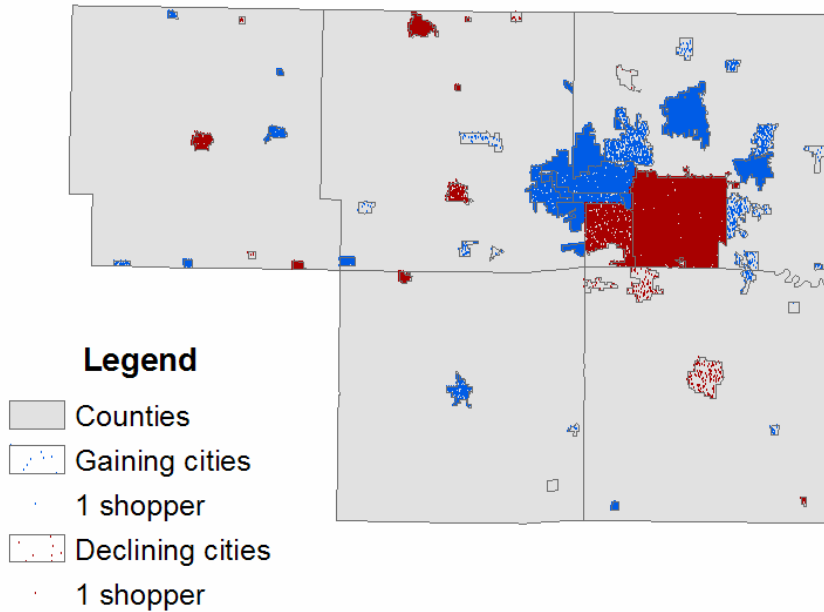 Legend
Counties
Gaining cities
1 shopper
Declining cities
1 shopper